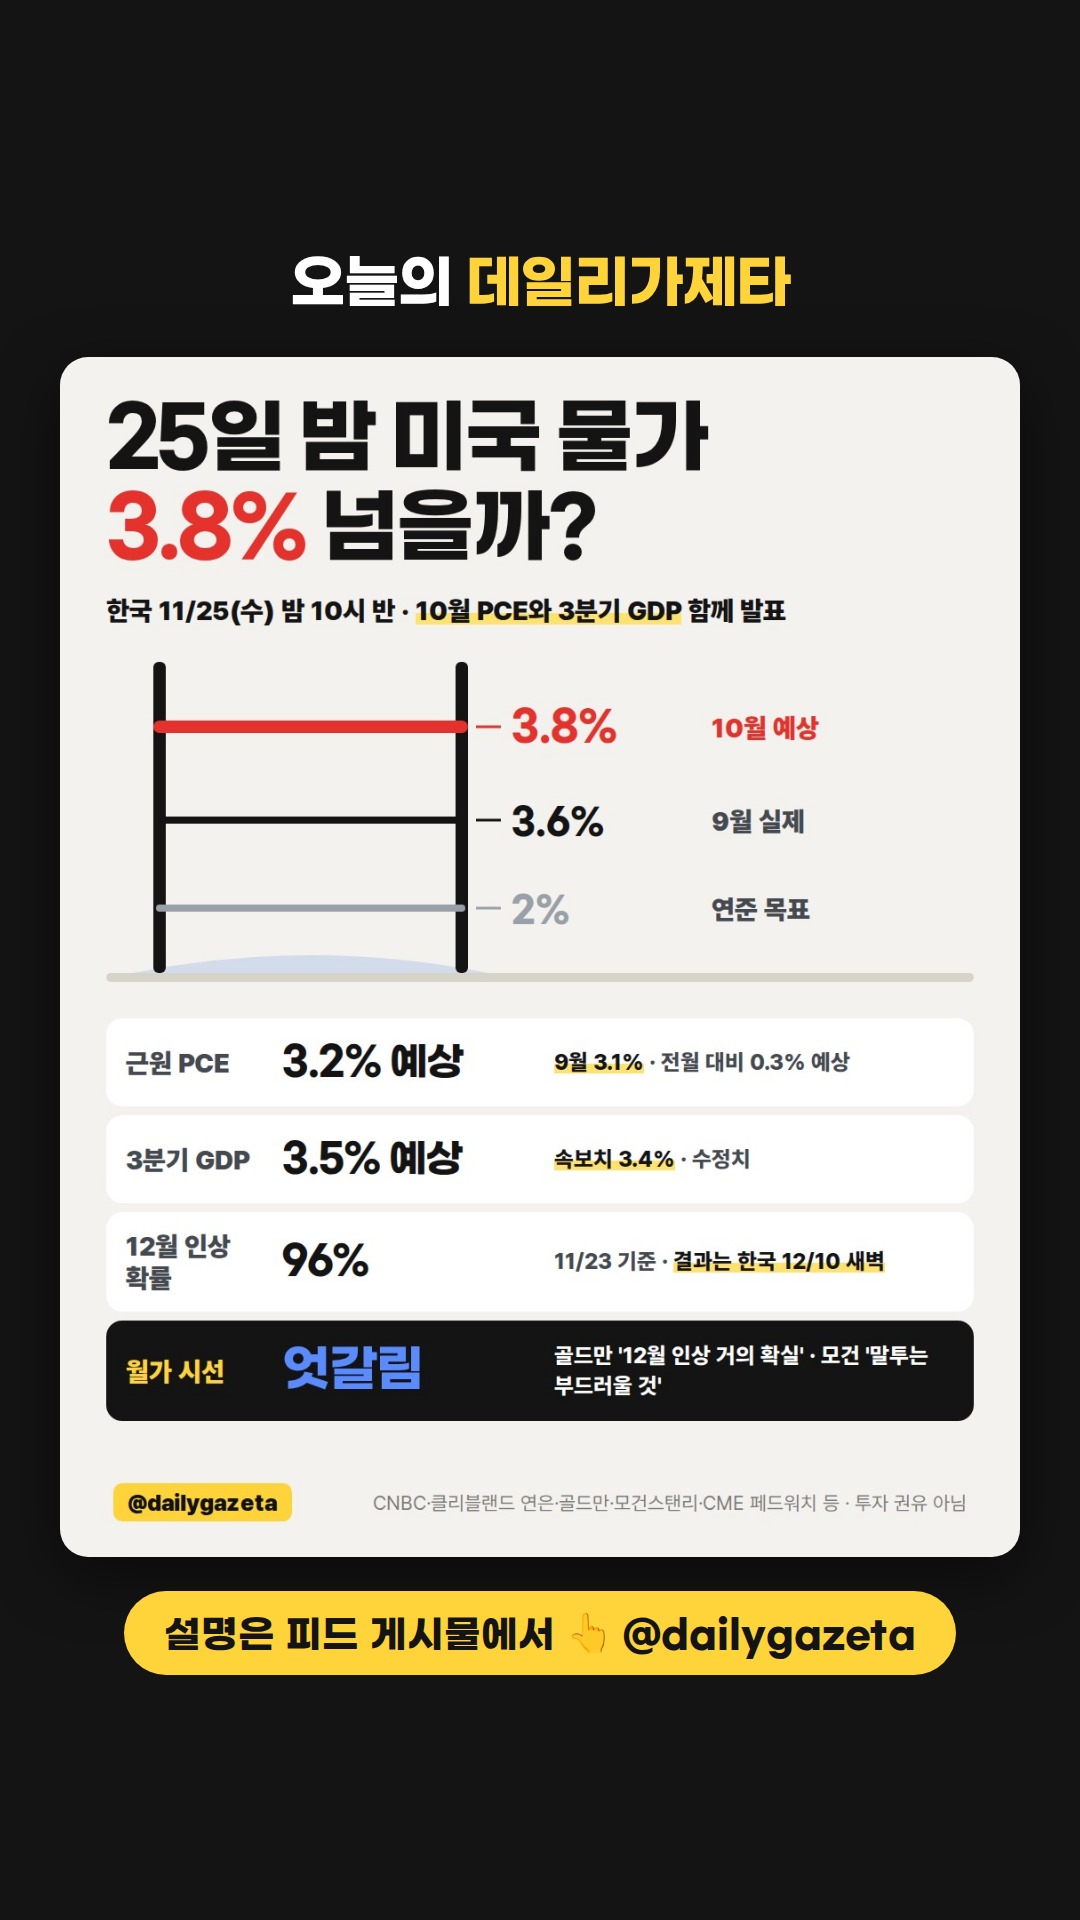 오늘의 데일리가제타
25일 밤 미국 물가
3.8% 넘을까?
한국 11/25(수) 밤 10시 반 · 10월 PCE와 3분기 GDP 함께 발표
3.8% 10월 예상
3.6% 9월 실제
2% 연준 목표
근원 PCE 3.2% 예상 9월 3.1% · 전월 대비 0.3% 예상
3분기 GDP 3.5% 예상 속보치 3.4% · 수정치
12월 인상
확률
96%
11/23 기준 · 결과는 한국 12/10 새벽
월가 시선
엇갈림
골드만 '12월 인상 거의 확실' · 모건 '말투는
부드러울 것'
@dailygazeta
CNBC·클리블랜드 연은·골드만·모건스탠리·CME 페드워치 등 · 투자 권유 아님
설명은 피드 게시물에서 👆 @dailygazeta